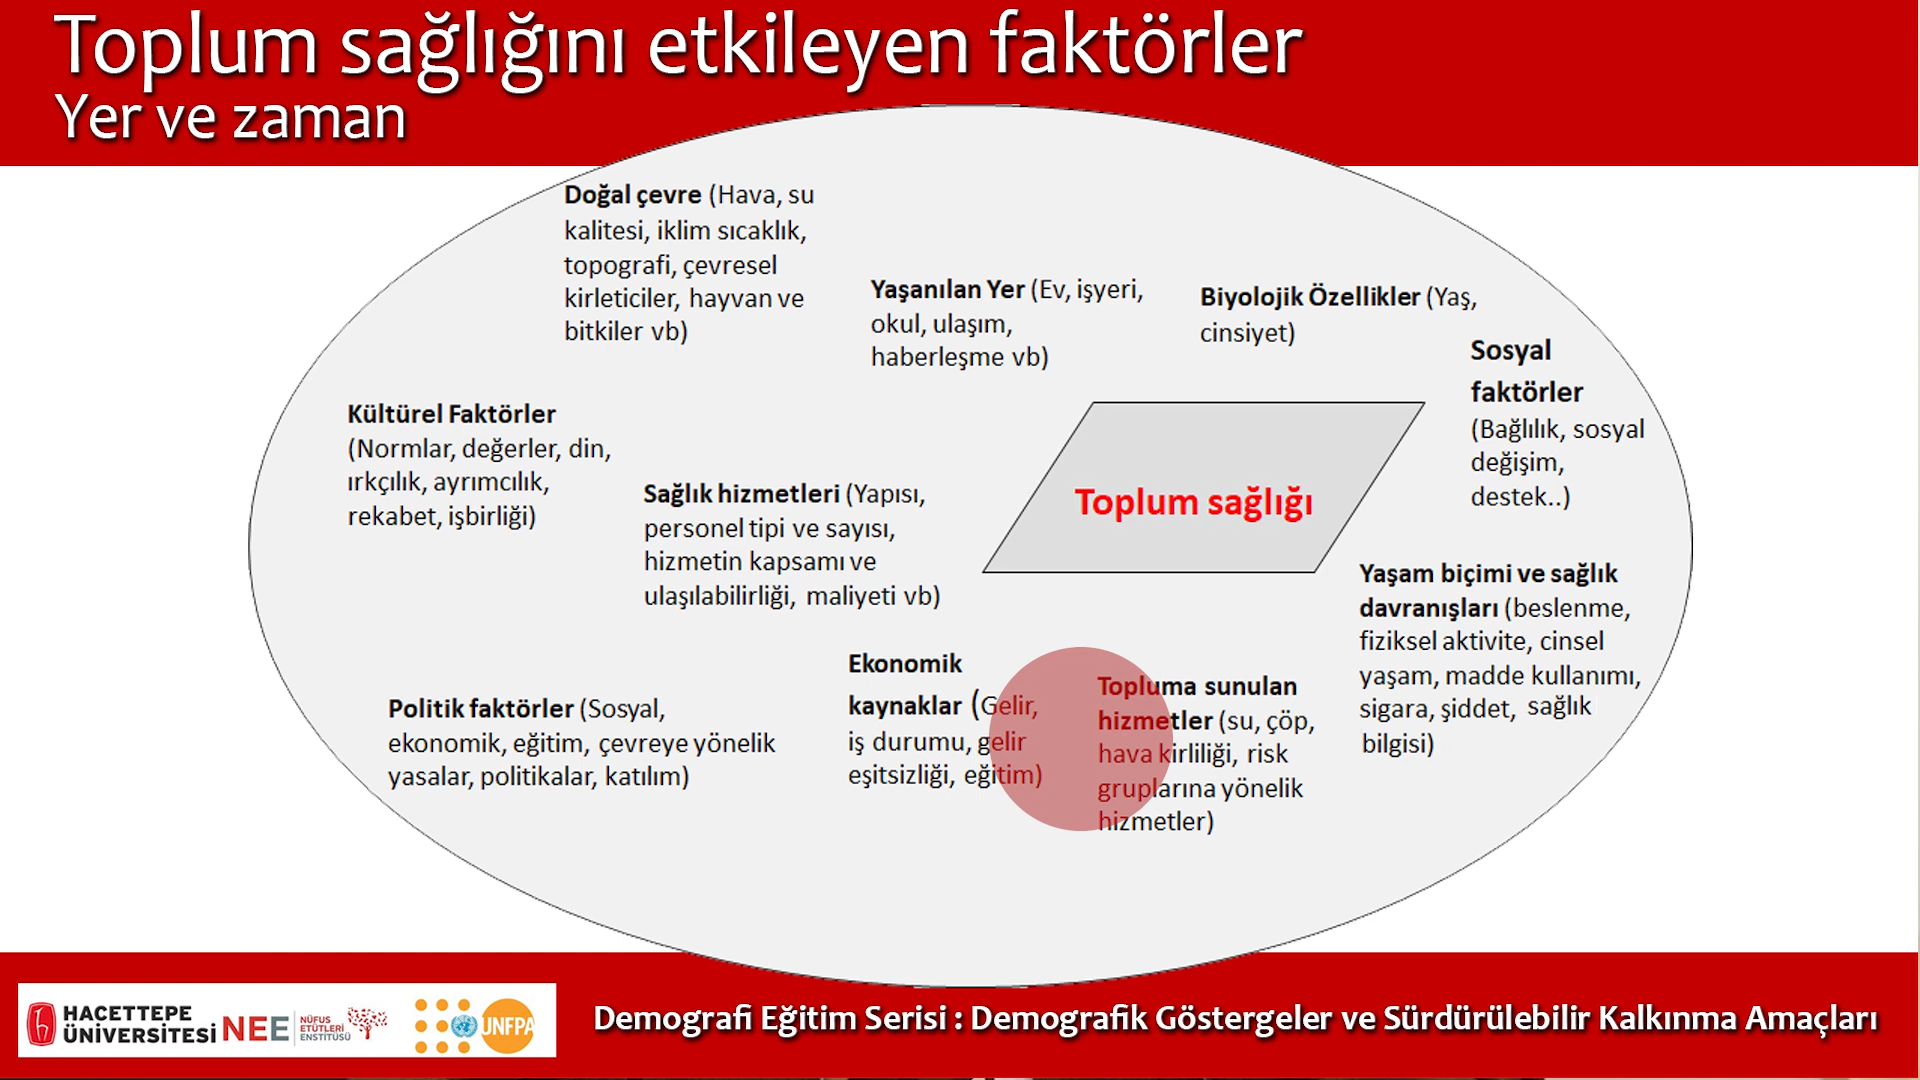 Toplum sağlığını etkileyen faktörler
Yer ve zaman
Doğal çevre (Hava, su
kalitesi, iklim sıcaklık,
topografi, çevresel
kirleticiler, hayvan ve
bitkiler vb)
Yaşanılan Yer (Ev, işyeri,
okul, ulaşım,
haberleşme vb)
Biyolojik Özellikler (Yaş,
cinsiyet)
Sosyal
faktörler
(Bağlılık, sosyal
değişim,
destek..)
Kültürel Faktörler
(Normlar, değerler, din,
ırkçılık, ayrımcılık,
rekabet, işbirliği)
Sağlık hizmetleri (Yapısı,
personel tipi ve sayısı,
hizmetin kapsamı ve
ulaşılabilirliği, maliyeti vb)
Toplum sağlığı
Yaşam biçimi ve sağlık
davranışları (beslenme,
fiziksel aktivite, cinsel
yaşam, madde kullanımı,
sigara, şiddet, sağlık
bilgisi)
Politik faktörler (Sosyal,
ekonomik, eğitim, çevreye yönelik
yasalar, politikalar, katılım)
Ekonomik
kaynaklar (Gelir,
iş durumu, gelir
eşitsizliği, eğitim)
Topluma sunulan
hizmetler (su, çöp,
hava kirliliği, risk
gruplarına yönelik
hizmetler)
HACETTEPE
ÜNİVERSİTESİ
NEE
NÜFUS
ETÜTLERİ
ENSTİTÜSÜ
UNFPA
Demografi Eğitim Serisi : Demografik Göstergeler ve Sürdürülebilir Kalkınma Amaçları